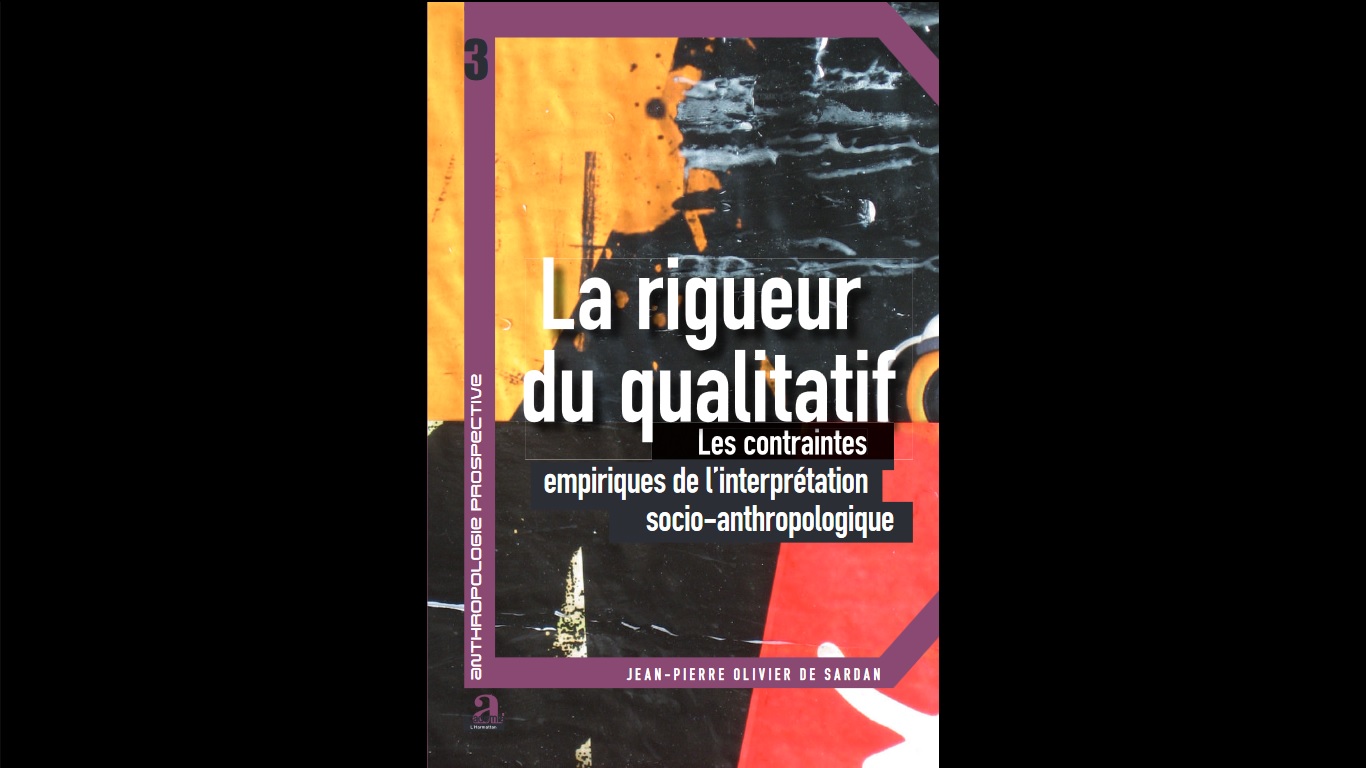 3
La rigueur
du qualitatif
Les contraintes
empiriques de l'interprétation
socio-anthropologique
ANTHROPOLOGIE PROSPECTIVE
JEAN-PIERRE OLIVIER DE SARDAN
a
L'Harmattan